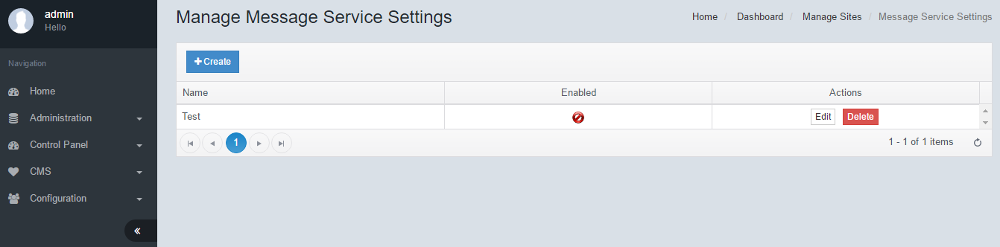 admin
Hello
Navigation
Home
Administration
Control Panel
CMS
Configuration
Manage Message Service Settings
Home / Dashboard / Manage Sites / Message Service Settings
Create
Name Enabled Actions
Test Edit Delete
1 1 - 1 of 1 items